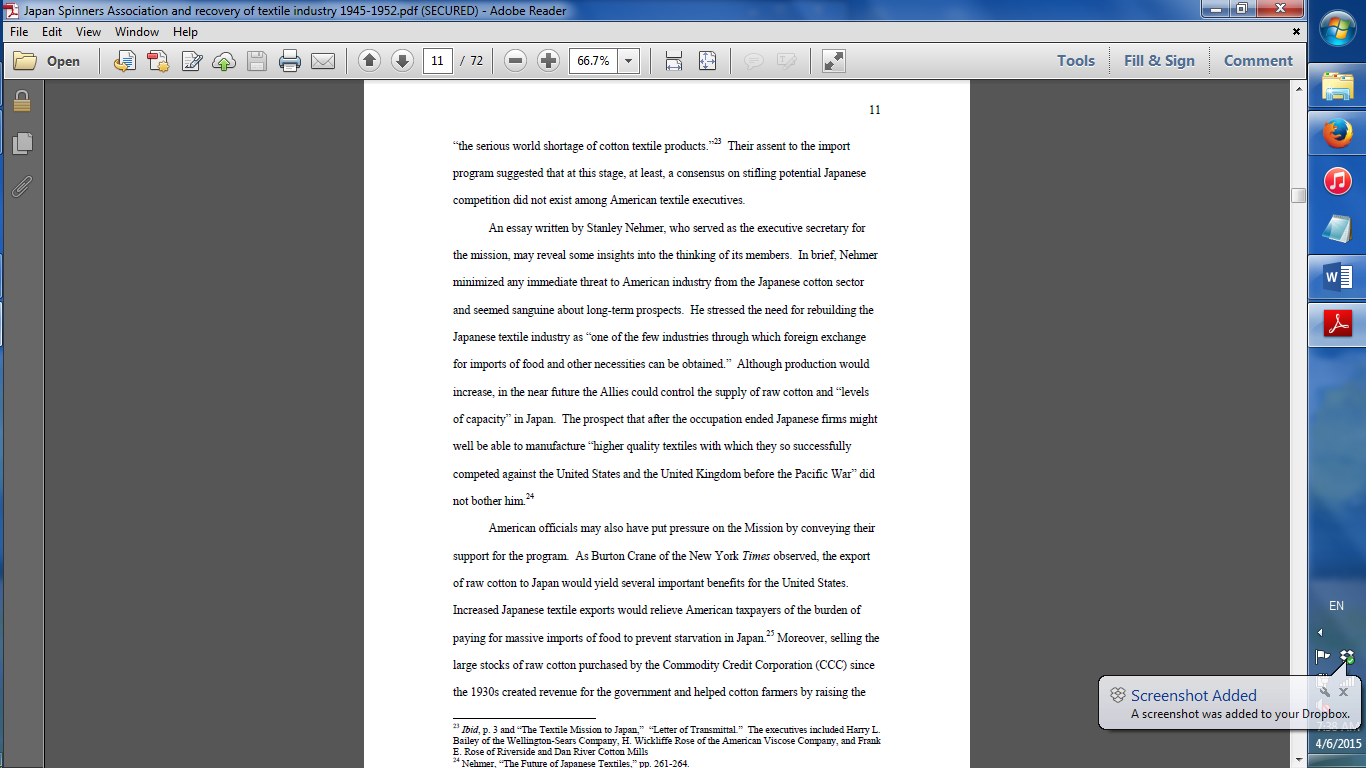 Japan Spinners Association and recovery of textile industry 1945-1952.pdf (SECURED) - Adobe Reader
File Edit View Window Help
Open 11 / 72 66.7% Tools Fill & Sign Comment
11
“the serious world shortage of cotton textile products.”23 Their assent to the import
program suggested that at this stage, at least, a consensus on stifling potential Japanese
competition did not exist among American textile executives.
An essay written by Stanley Nehmer, who served as the executive secretary for
the mission, may reveal some insights into the thinking of its members. In brief, Nehmer
minimized any immediate threat to American industry from the Japanese cotton sector
and seemed sanguine about long-term prospects. He stressed the need for rebuilding the
Japanese textile industry as “one of the few industries through which foreign exchange
for imports of food and other necessities can be obtained.” Although production would
increase, in the near future the Allies could control the supply of raw cotton and “levels
of capacity” in Japan. The prospect that after the occupation ended Japanese firms might
well be able to manufacture “higher quality textiles with which they so successfully
competed against the United States and the United Kingdom before the Pacific War” did
not bother him.24
American officials may also have put pressure on the Mission by conveying their
support for the program. As Burton Crane of the New York Times observed, the export
of raw cotton to Japan would yield several important benefits for the United States.
Increased Japanese textile exports would relieve American taxpayers of the burden of
paying for massive imports of food to prevent starvation in Japan.25 Moreover, selling the
large stocks of raw cotton purchased by the Commodity Credit Corporation (CCC) since
the 1930s created revenue for the government and helped cotton farmers by raising the
23 Ibid, p. 3 and “The Textile Mission to Japan,” “Letter of Transmittal.” The executives included Harry L.
Bailey of the Wellington-Sears Company, H. Wickliffe Rose of the American Viscose Company, and Frank
E. Rose of Riverside and Dan River Cotton Mills
24 Nehmer, “The Future of Japanese Textiles,” pp. 261-264.
W
EN
Screenshot Added
A screenshot was added to your Dropbox.
4/6/2015